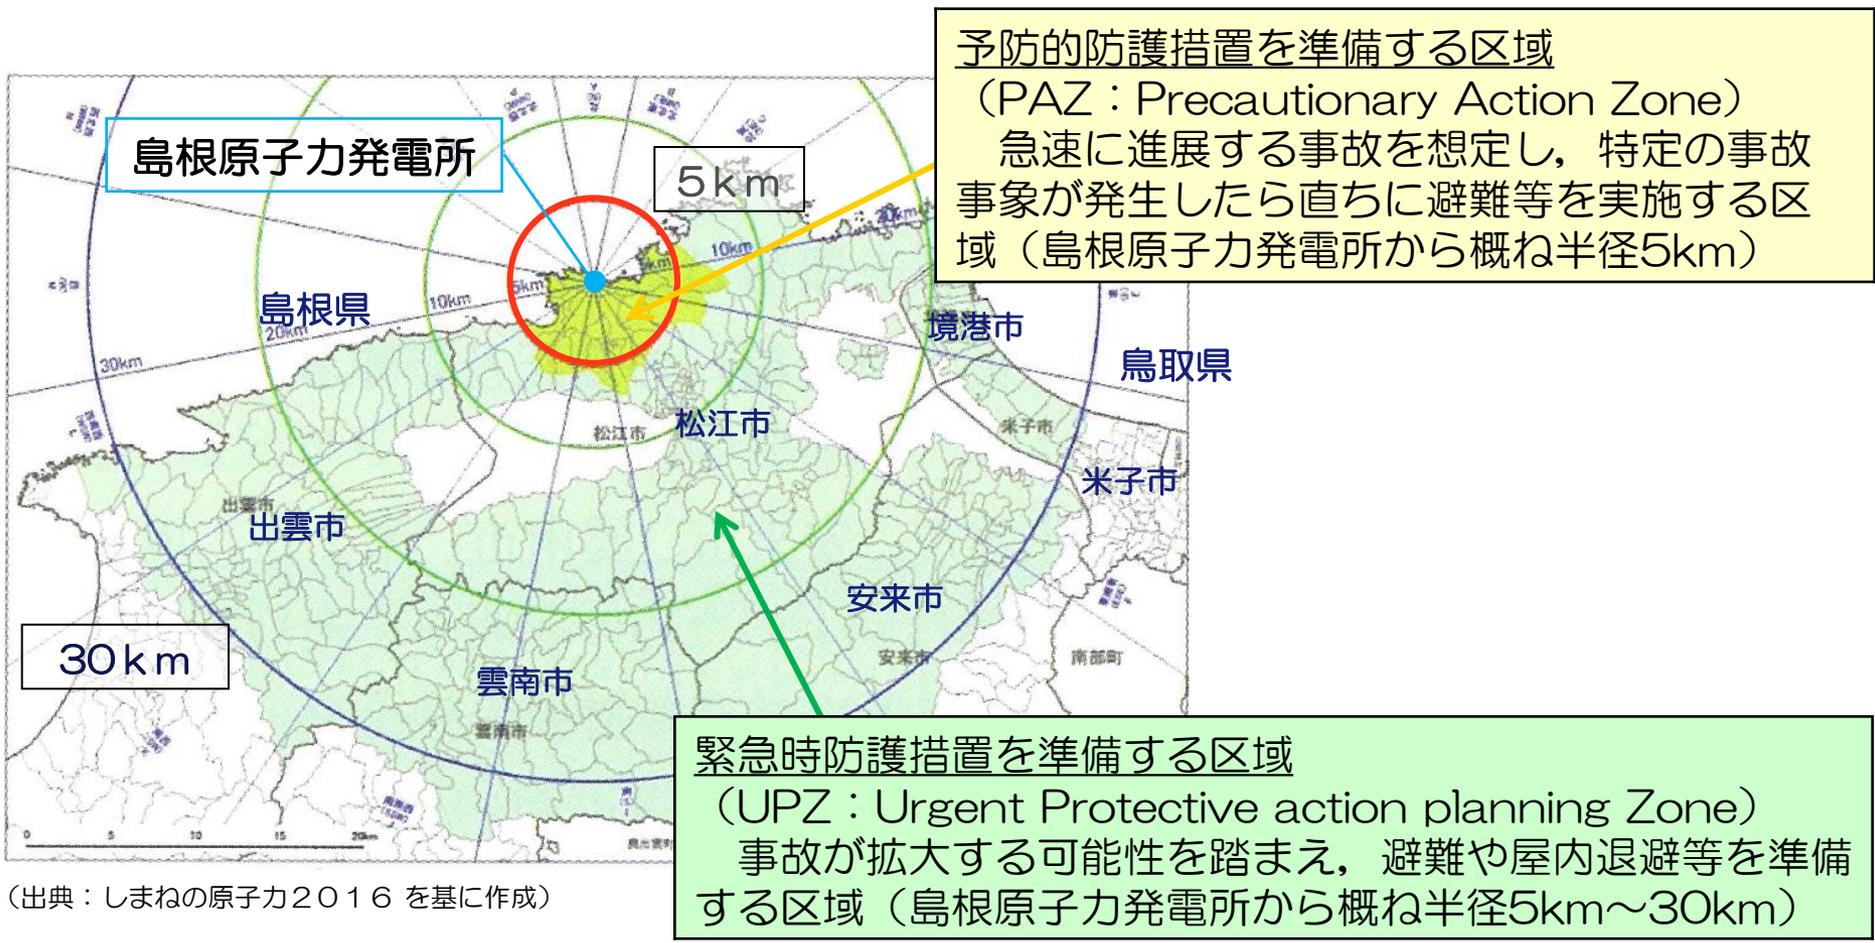 予防的防護措置を準備する区域
（PAZ：Precautionary Action Zone）
急速に進展する事故を想定し，特定の事故
事象が発生したら直ちに避難等を実施する区
域（島根原子力発電所から概ね半径5km）
島根原子力発電所
5km
10km
5km
10km
20km
30km
島根県
境港市
鳥取県
松江市
松江市
米子市
米子市
出雲市
出雲市
安来市
安来市
南部町
30km
雲南市
雲南市
0 5 10 15 20km
緊急時防護措置を準備する区域
（UPZ：Urgent Protective action planning Zone）
事故が拡大する可能性を踏まえ，避難や屋内退避等を準備
する区域（島根原子力発電所から概ね半径5km～30km）
（出典：しまねの原子力２０１６ を基に作成）